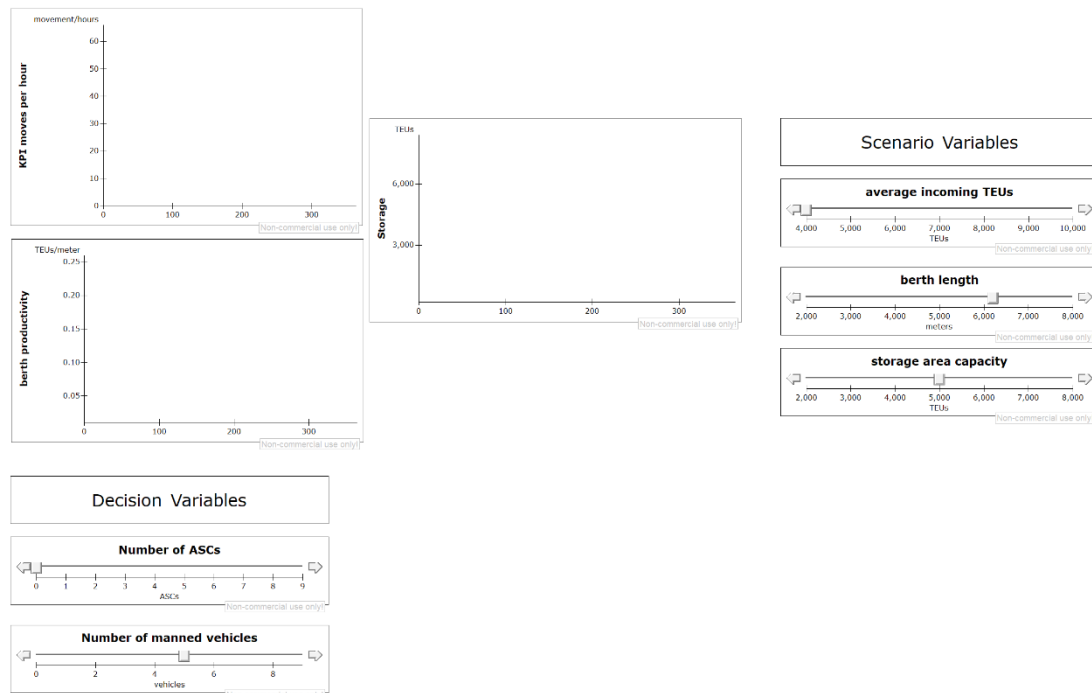 movement/hours
KPI moves per hour
60
50
40
30
20
10
0
0 100 200 300
Non-commercial use only!
TEUs/meter
berth productivity
0.25
0.20
0.15
0.10
0.05
0 100 200 300
Non-commercial use only!
TEUs
Storage
6,000
3,000
0 100 200 300
Non-commercial use only!
Scenario Variables
average incoming TEUs
4,000 5,000 6,000 7,000 8,000 9,000 10,000
TEUs
Non-commercial use only
berth length
2,000 3,000 4,000 5,000 6,000 7,000 8,000
meters
Non-commercial use only
storage area capacity
2,000 3,000 4,000 5,000 6,000 7,000 8,000
TEUs
Non-commercial use only
Decision Variables
Number of ASCs
0 1 2 3 4 5 6 7 8 9
ASCs
Non-commercial use only!
Number of manned vehicles
0 2 4 6 8
vehicles